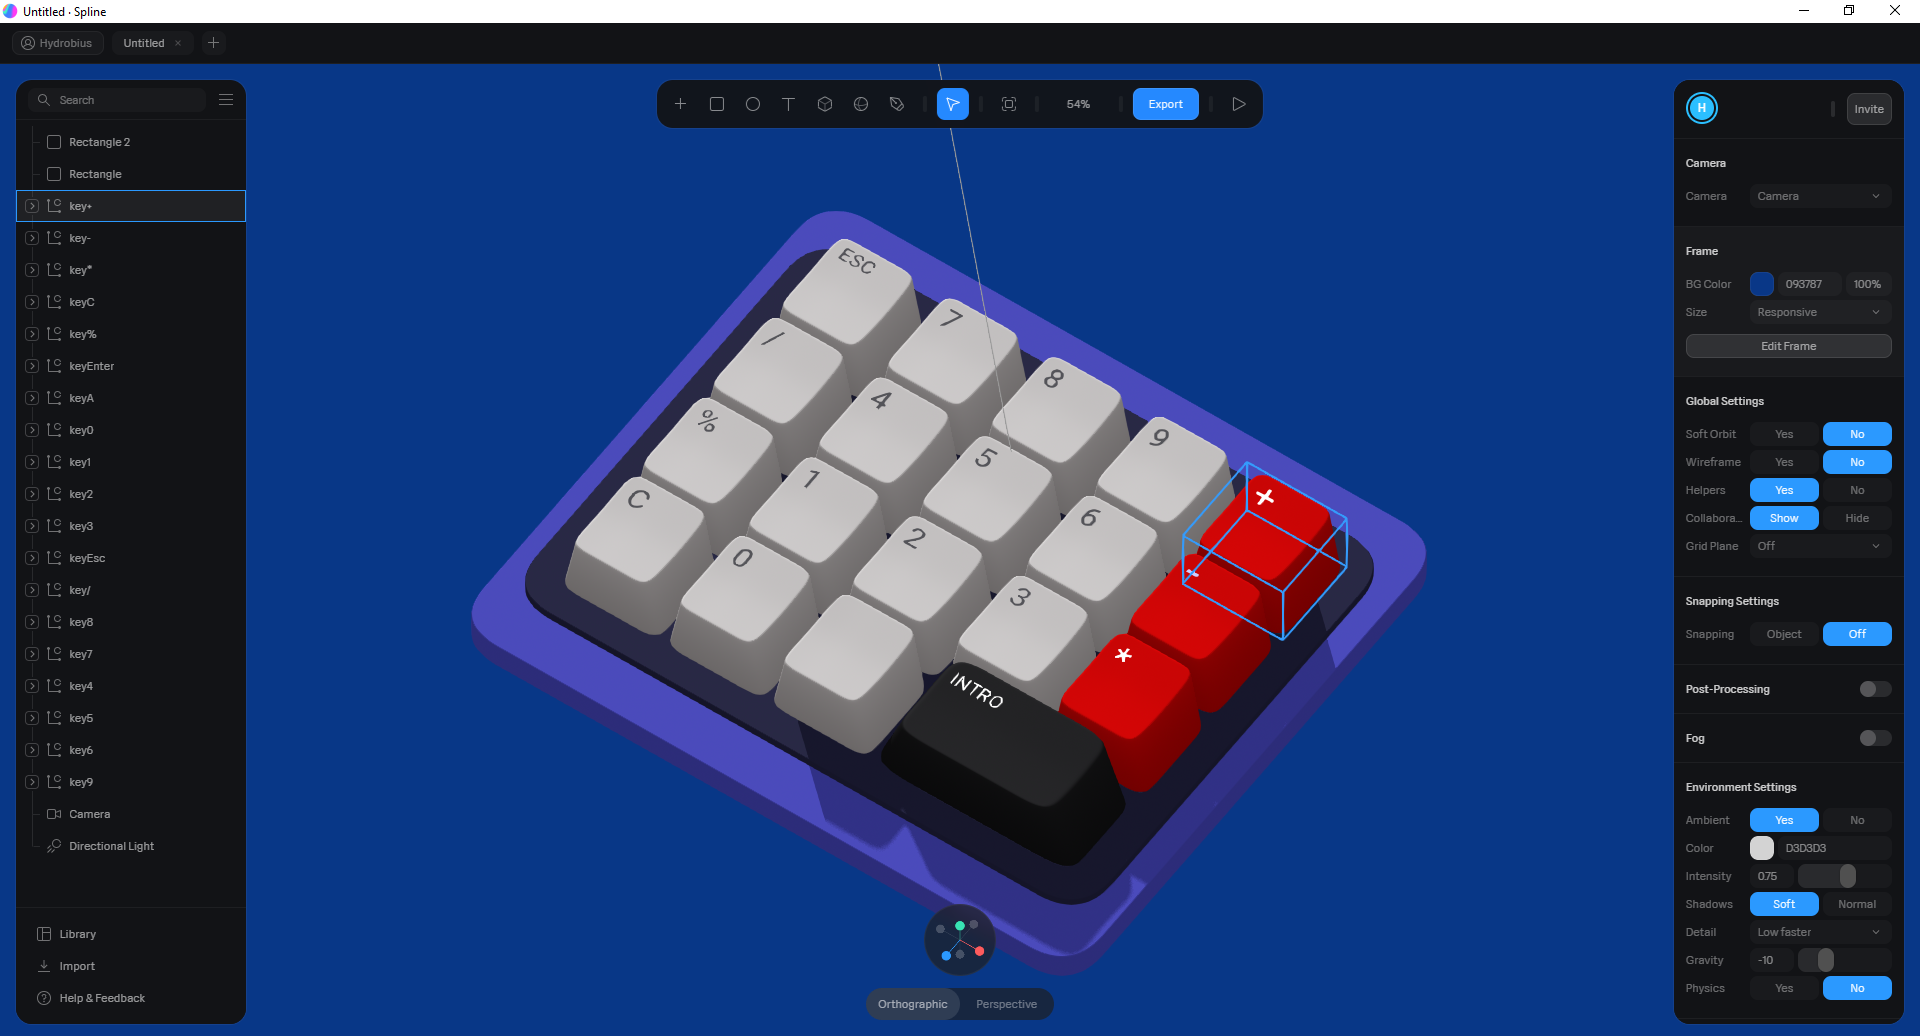 Untitled - Spline
Hydrobius
Untitled
Search
Rectangle 2
Rectangle
key+
key-
key*
keyC
key%
keyEnter
keyA
key0
key1
key2
key3
keyEsc
key/
key8
key7
key4
key5
key6
key9
Camera
Directional Light
Library
Import
Help & Feedback
54%
Export
ESC
7
/
8
4
%
9
5
1
C
+
6
2
0
-
3
*
INTRO
Orthographic
Perspective
H
Invite
Camera
Camera Camera
Frame
BG Color 093787 100%
Size Responsive
Edit Frame
Global Settings
Soft Orbit Yes No
Wireframe Yes No
Helpers Yes No
Collabora... Show Hide
Grid Plane Off
Snapping Settings
Snapping Object Off
Post-Processing
Fog
Environment Settings
Ambient Yes No
Color D3D3D3
Intensity 0.75
Shadows Soft Normal
Detail Low faster
Gravity -10
Physics Yes No